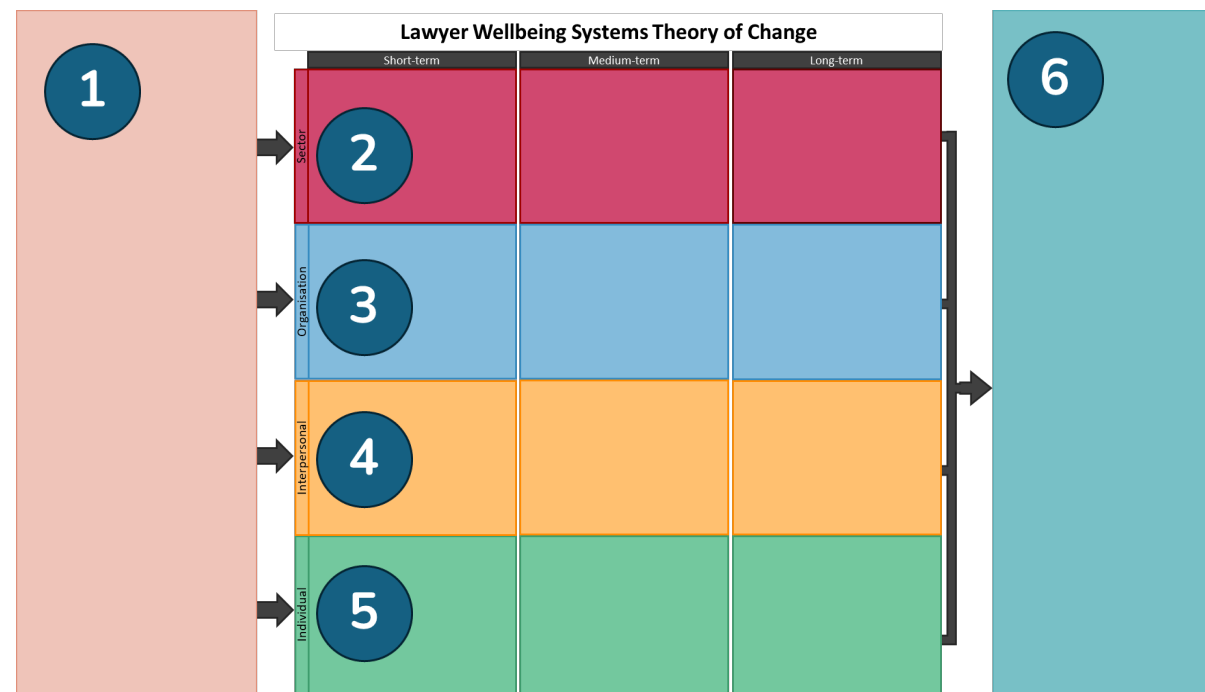 Lawyer Wellbeing Systems Theory of Change
Short-term
Medium-term
Long-term
1
6
Sector
2
Organisation
3
Interpersonal
4
Individual
5